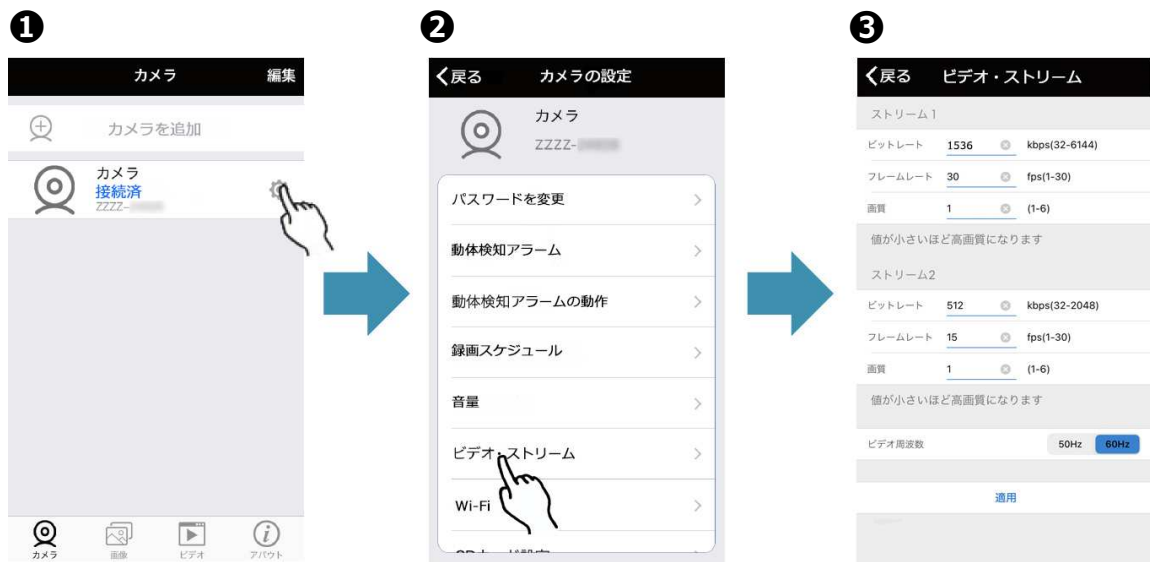 ❶
カメラ 編集
カメラを追加
カメラ
接続済
ZZZZ-
カメラ 画像 ビデオ アバウト
❷
戻る カメラの設定
カメラ
ZZZZ-
パスワードを変更
動体検知アラーム
動体検知アラームの動作
録画スケジュール
音量
ビデオ・ストリーム
Wi-Fi
❸
戻る ビデオ・ストリーム
ストリーム1
ビットレート 1536 kbps(32-6144)
フレームレート 30 fps(1-30)
画質 1 (1-6)
値が小さいほど高画質になります
ストリーム2
ビットレート 512 kbps(32-2048)
フレームレート 15 fps(1-30)
画質 1 (1-6)
値が小さいほど高画質になります
ビデオ周波数 50Hz 60Hz
適用